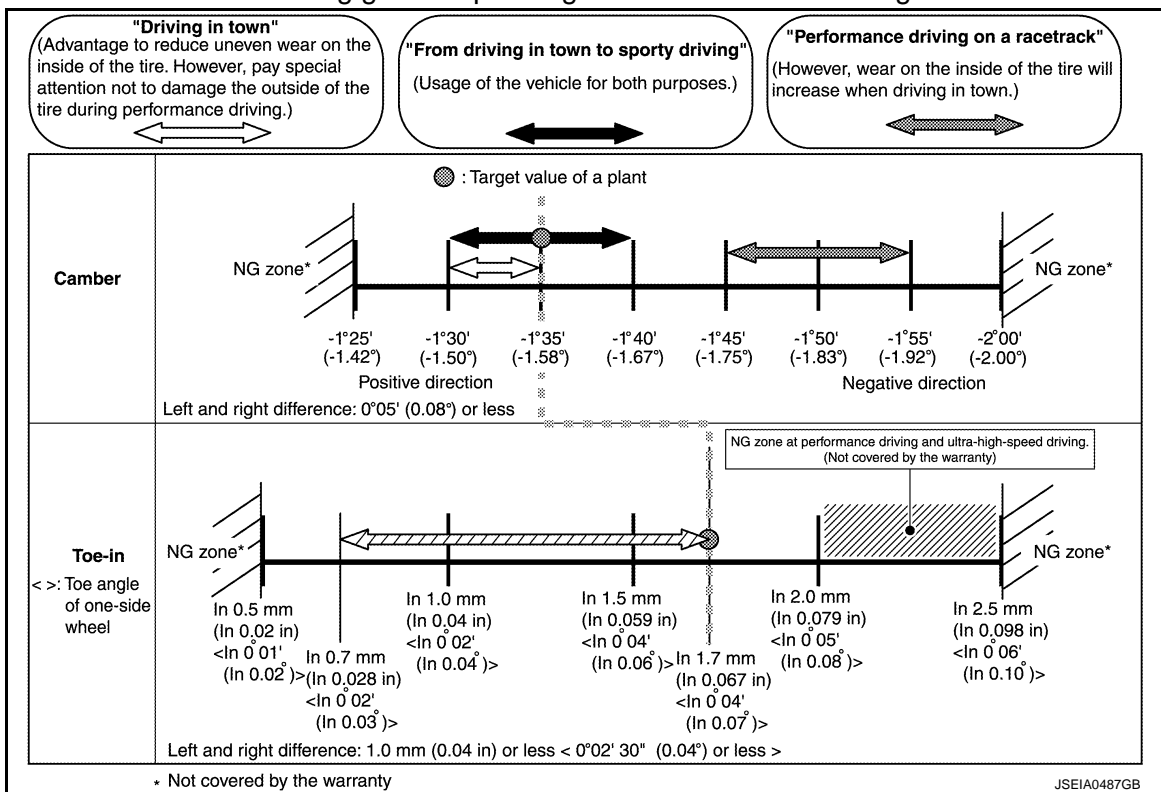 "Driving in town"
(Advantage to reduce uneven wear on the
inside of the tire. However, pay special
attention not to damage the outside of the
tire during performance driving.)
"From driving in town to sporty driving"
(Usage of the vehicle for both purposes.)
"Performance driving on a racetrack"
(However, wear on the inside of the tire will
increase when driving in town.)
: Target value of a plant
Camber
NG zone*
NG zone*
-1°25' -1°30' -1°35' -1°40' -1°45' -1°50' -1°55' -2°00'
(-1.42°) (-1.50°) (-1.58°) (-1.67°) (-1.75°) (-1.83°) (-1.92°) (-2.00°)
Positive direction
Negative direction
Left and right difference: 0°05' (0.08°) or less
NG zone at performance driving and ultra-high-speed driving.
(Not covered by the warranty)
Toe-in
< >: Toe angle
of one-side
wheel
NG zone*
NG zone*
In 0.5 mm
(In 0.02 in)
<In 0°01'
(In 0.02°)>
In 0.7 mm
(In 0.028 in)
<In 0°02'
(In 0.03°)>
In 1.0 mm
(In 0.04 in)
<In 0°02'
(In 0.04°)>
In 1.5 mm
(In 0.059 in)
<In 0°04'
(In 0.06°)>
In 1.7 mm
(In 0.067 in)
<In 0°04'
(In 0.07°)>
In 2.0 mm
(In 0.079 in)
<In 0°05'
(In 0.08°)>
In 2.5 mm
(In 0.098 in)
<In 0°06'
(In 0.10°)>
Left and right difference: 1.0 mm (0.04 in) or less < 0°02' 30" (0.04°) or less >
* Not covered by the warranty
JSEIA0487GB